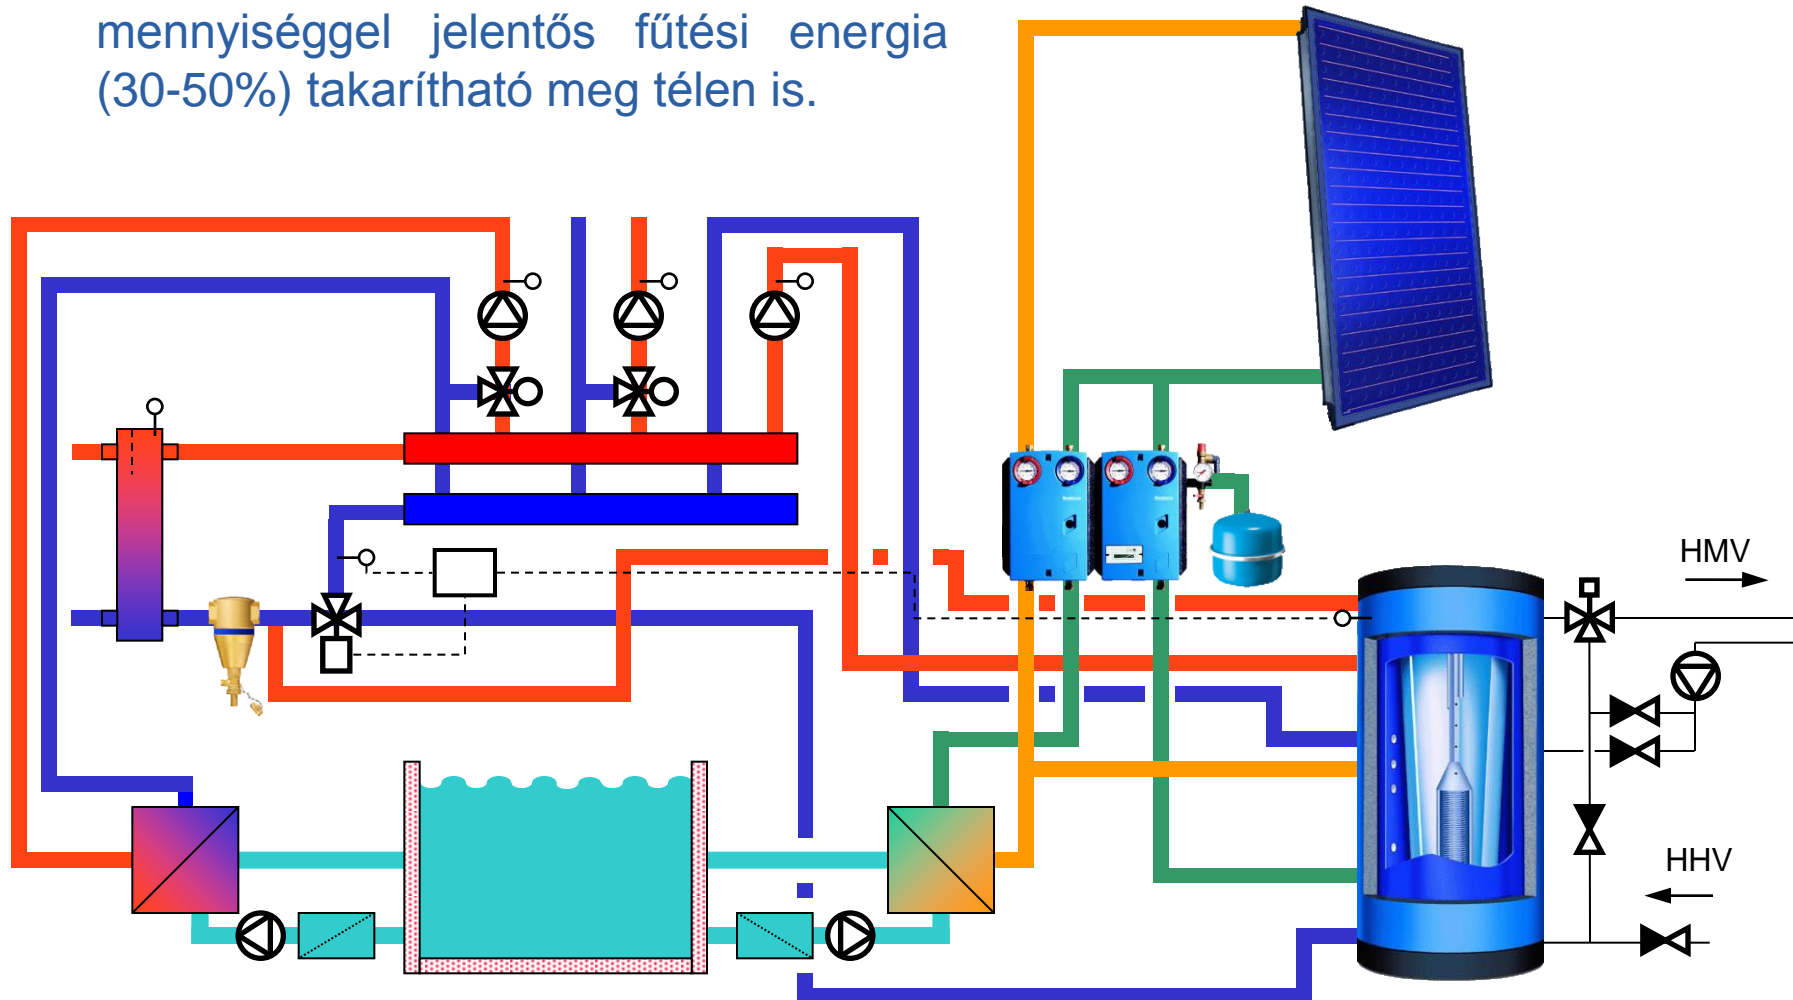 mennyiséggel jelentős fűtési energia
(30-50%) takarítható meg télen is.
HMV
HHV